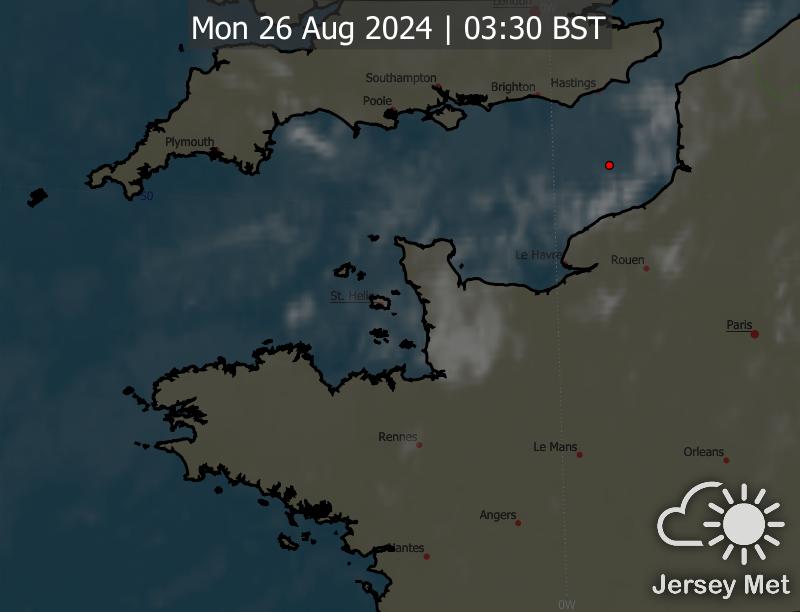 London
Mon 26 Aug 2024 | 03:30 BST
Southampton
Brighton
Hastings
Poole
Plymouth
50
Le Havre
Rouen
St. Helier
Paris
Rennes
Le Mans
Orleans
Angers
Nantes
Jersey Met
0W